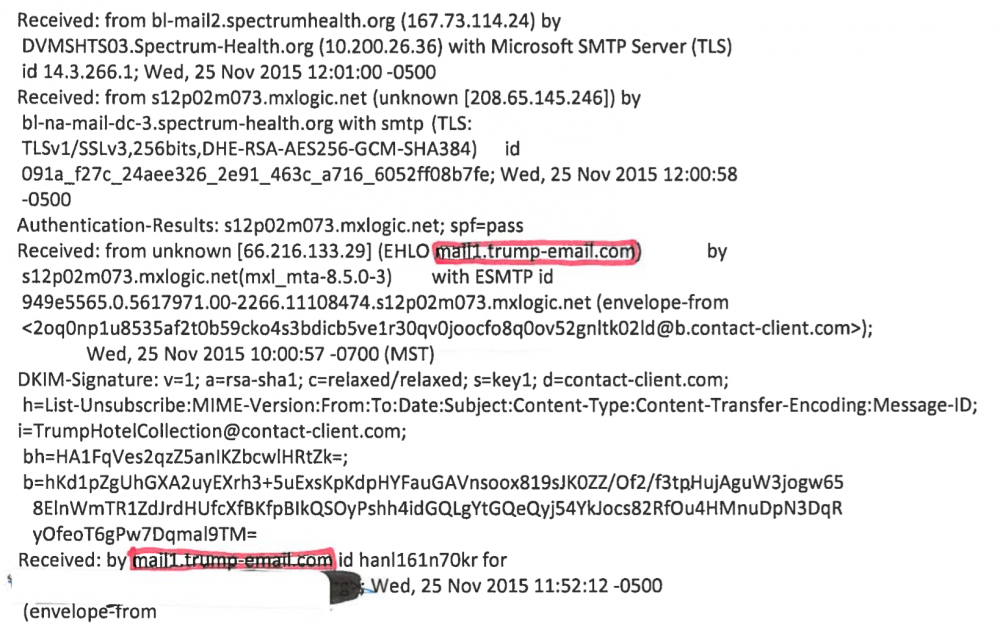 Received: from bl-mail2.spectrumhealth.org (167.73.114.24) by
DVMSHTS03.Spectrum-Health.org (10.200.26.36) with Microsoft SMTP Server (TLS)
id 14.3.266.1; Wed, 25 Nov 2015 12:01:00 -0500
Received: from s12p02m073.mxlogic.net (unknown [208.65.145.246]) by
bl-na-mail-dc-3.spectrum-health.org with smtp (TLS:
TLSv1/SSLv3,256bits,DHE-RSA-AES256-GCM-SHA384) id
091a_f27c_24aee326_2e91_463c_a716_6052ff08b7fe; Wed, 25 Nov 2015 12:00:58
-0500
Authentication-Results: s12p02m073.mxlogic.net; spf=pass
Received: from unknown [66.216.133.29] (EHLO mail1.trump-email.com) by
s12p02m073.mxlogic.net(mxl_mta-8.5.0-3) with ESMTP id
949e5565.0.5617971.00-2266.11108474.s12p02m073.mxlogic.net (envelope-from
<2oq0np1u8535af2t0b59cko4s3bdicb5ve1r30qv0joocfo8q0ov52gnltk02ld@b.contact-client.com>);
Wed, 25 Nov 2015 10:00:57 -0700 (MST)
DKIM-Signature: v=1; a=rsa-sha1; c=relaxed/relaxed; s=key1; d=contact-client.com;
h=List-Unsubscribe:MIME-Version:From:To:Date:Subject:Content-Type:Content-Transfer-Encoding:Message-ID;
i=TrumpHotelCollection@contact-client.com;
bh=HA1FqVes2qzZ5anIKZbcwlHRtZk=;
b=hKd1pZgUhGXA2uyEXrh3+5uExsKpKdpHYFauGAVnsoox819sJK0ZZ/Of2/f3tpHujAguW3jogw65
8ElnWmTR1ZdJrdHUfcXfBKfpBIkQSOyPshh4idGQLgYtGQeQyj54YkJocs82RfOu4HMnuDpN3DqR
yOfeoT6gPw7Dqmal9TM=
Received: by mail1.trump-email.com id hanl161n70kr for
; Wed, 25 Nov 2015 11:52:12 -0500
(envelope-from